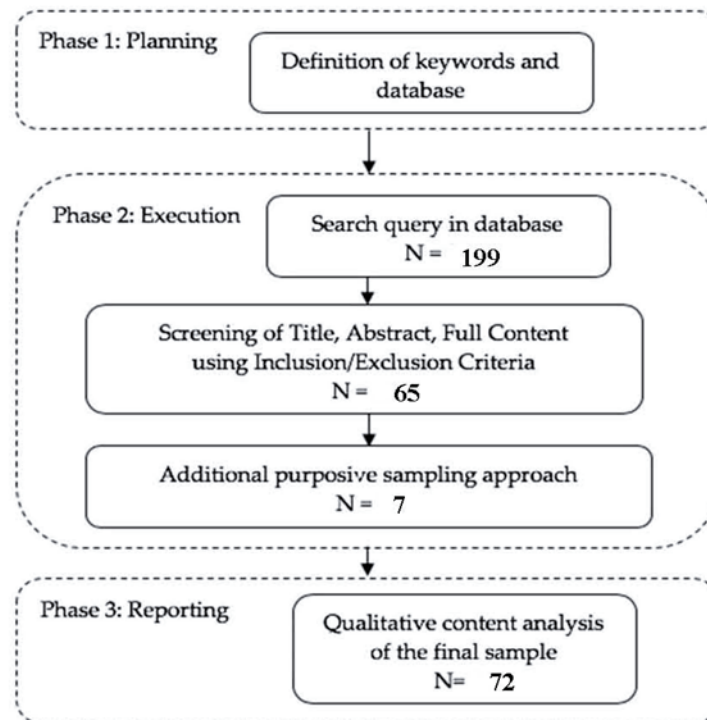 Phase 1: Planning
Definition of keywords and
database
Phase 2: Execution
Search query in database
N = 199
Screening of Title, Abstract, Full Content
using Inclusion/Exclusion Criteria
N = 65
Additional purposive sampling approach
N = 7
Phase 3: Reporting
Qualitative content analysis
of the final sample
N= 72